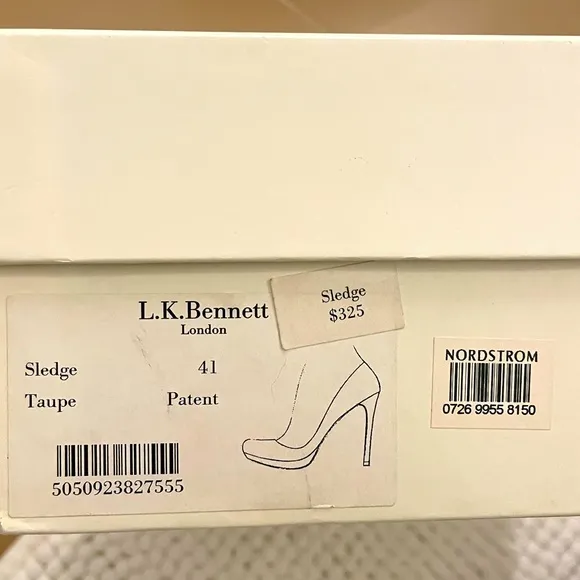 L.K.Bennett
London
Sledge
$325
Sledge 41
Taupe Patent
5050923827555
NORDSTROM
0726 9955 8150